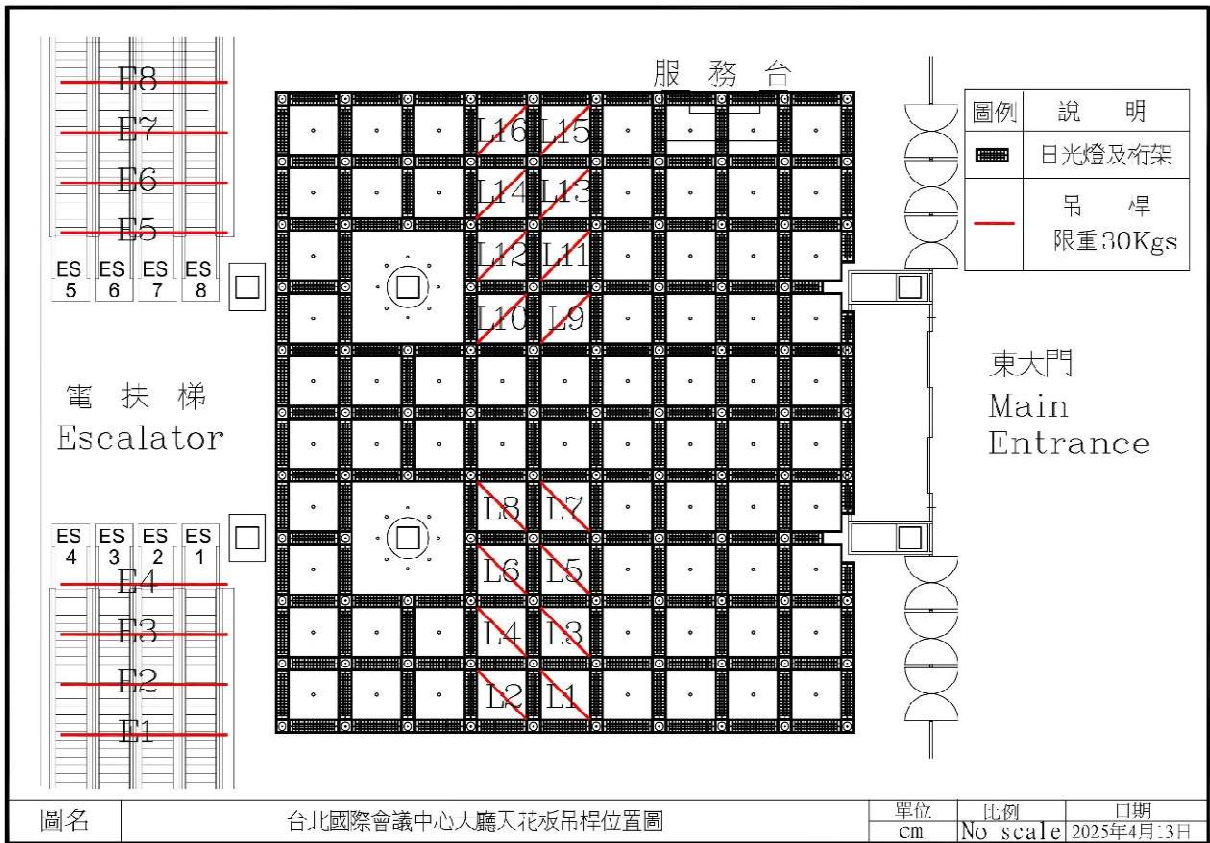 服務台
E8
E7
E6
E5
ES 5
ES 6
ES 7
ES 8
L16 L15
L14 L13
L12 L11
L10 L9
圖例 說明
日光燈及桁架
吊桿
限重30Kgs
電扶梯
Escalator
東大門
Main
Entrance
ES 4
ES 3
ES 2
ES 1
E4
E3
E2
E1
L8 L7
L6 L5
L4 L3
L2 L1
圖名 台北國際會議中心大廳天花板吊桿位置圖
單位 比例 日期
cm No scale 2025年4月13日